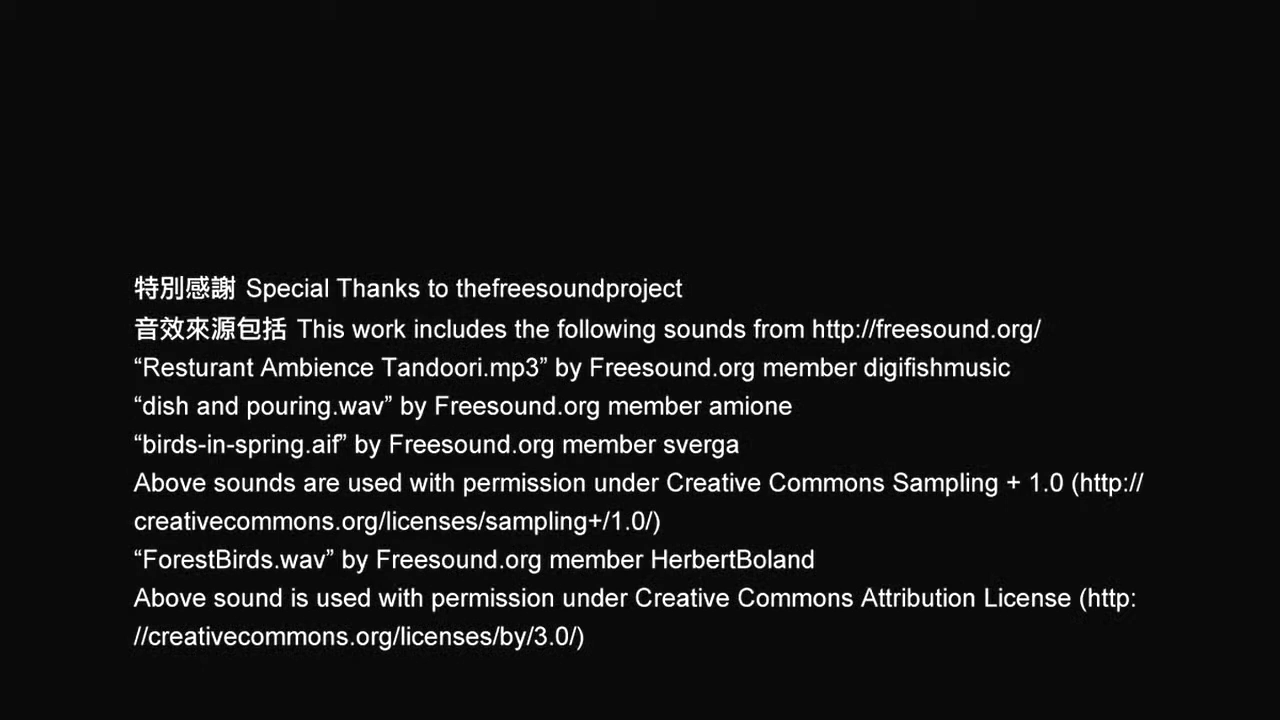 特別感謝 Special Thanks to thefreesoundproject
音效來源包括 This work includes the following sounds from http://freesound.org/
“Resturant Ambience Tandoori.mp3” by Freesound.org member digifishmusic
“dish and pouring.wav” by Freesound.org member amione
“birds-in-spring.aif” by Freesound.org member sverga
Above sounds are used with permission under Creative Commons Sampling + 1.0 (http://
creativecommons.org/licenses/sampling+/1.0/)
“ForestBirds.wav” by Freesound.org member HerbertBoland
Above sound is used with permission under Creative Commons Attribution License (http:
//creativecommons.org/licenses/by/3.0/)